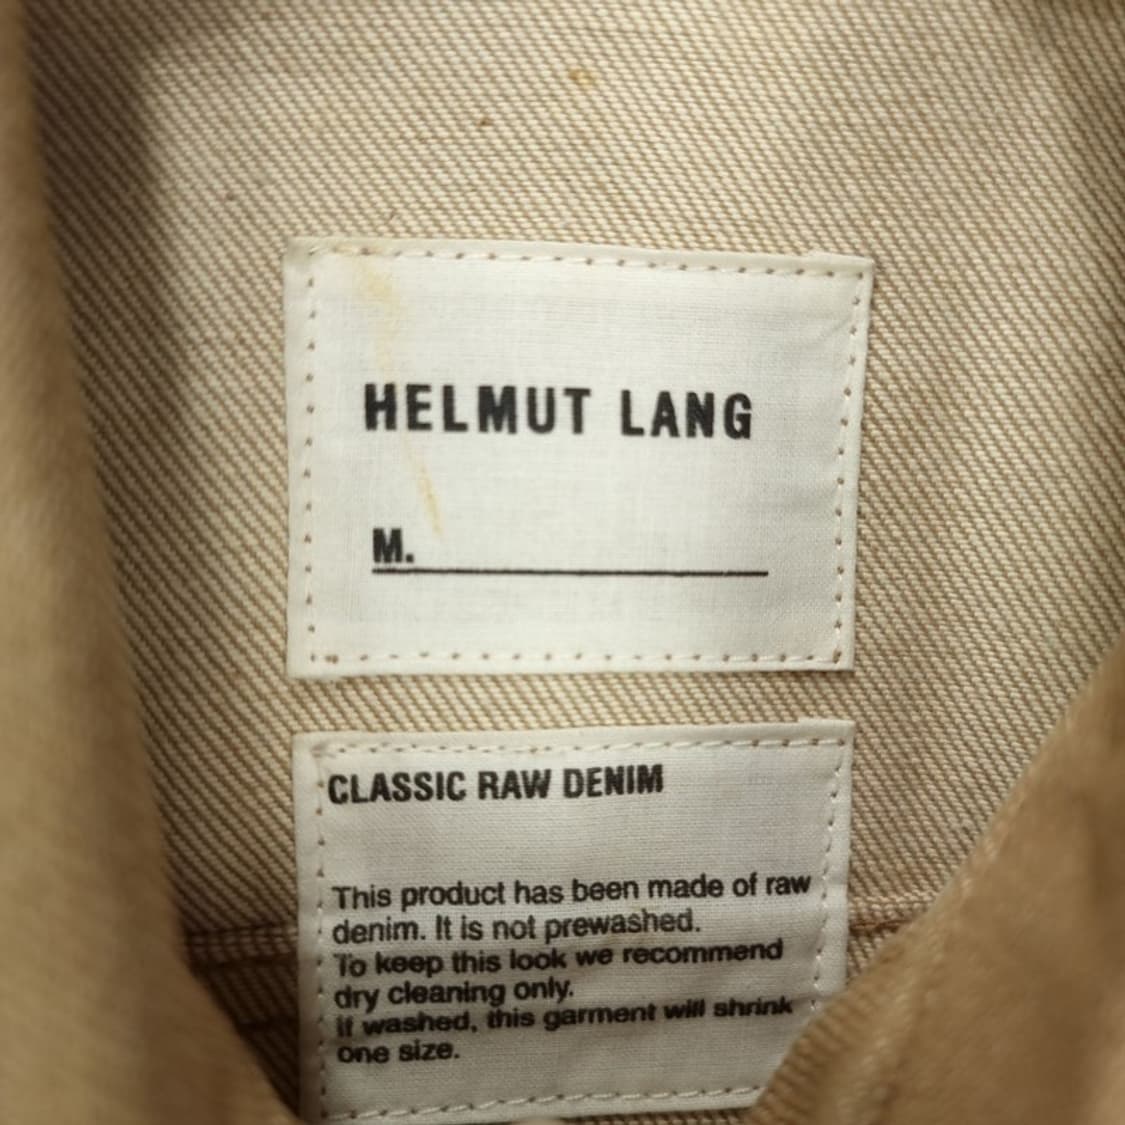 HELMUT LANG
M.
CLASSIC RAW DENIM
This product has been made of raw
denim. It is not prewashed.
To keep this look we recommend
dry cleaning only.
If washed, this garment will shrink
one size.